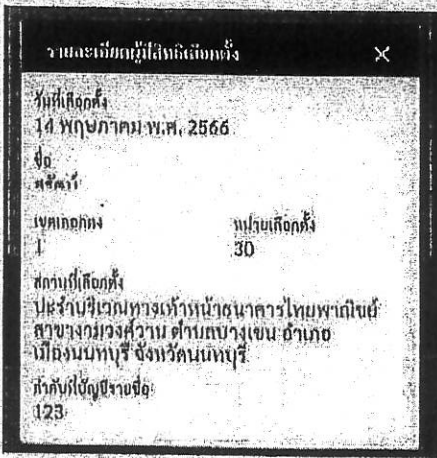 รายละเอียดผู้มีสิทธิเลือกตั้ง
วันที่เลือกตั้ง
14 พฤษภาคม พ.ศ. 2566
ชื่อ
เขตเลือกตั้ง หน่วยเลือกตั้ง
1 30
สถานที่เลือกตั้ง
ปะรำบริเวณทางเท้าหน้าธนาคารไทยพาณิชย์
สาขางามวงศ์วาน ตำบลบางเขน อำเภอ
เมืองนนทบุรี จังหวัดนนทบุรี
ลำดับที่บัญชีรายชื่อ
123